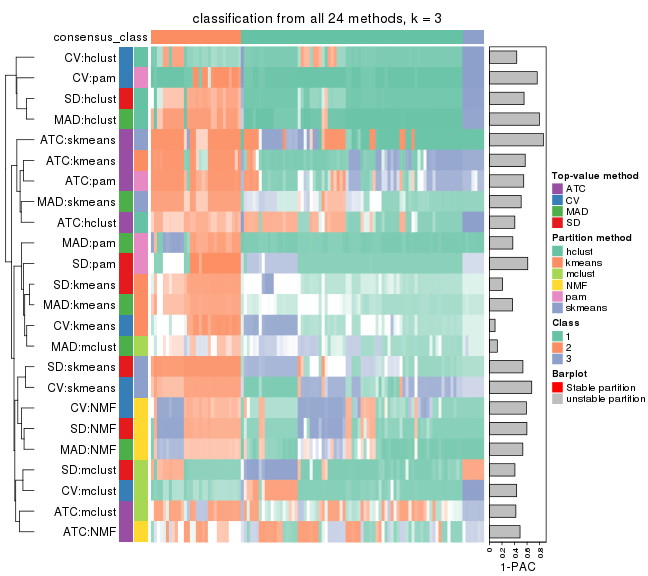 classification from all 24 methods, k = 3
consensus_class
CV:hclust
CV:pam
SD:hclust
MAD:hclust
ATC:skmeans
ATC:kmeans
ATC:pam
MAD:skmeans
ATC:hclust
MAD:pam
SD:pam
SD:kmeans
MAD:kmeans
CV:kmeans
MAD:mclust
SD:skmeans
CV:skmeans
CV:NMF
SD:NMF
MAD:NMF
SD:mclust
CV:mclust
ATC:mclust
ATC:NMF
0 0.2 0.4 0.6 0.8
1-PAC
Top-value method
ATC
CV
MAD
SD
Partition method
hclust
kmeans
mclust
NMF
pam
skmeans
Class
1
2
3
Barplot
Stable partition
unstable partition